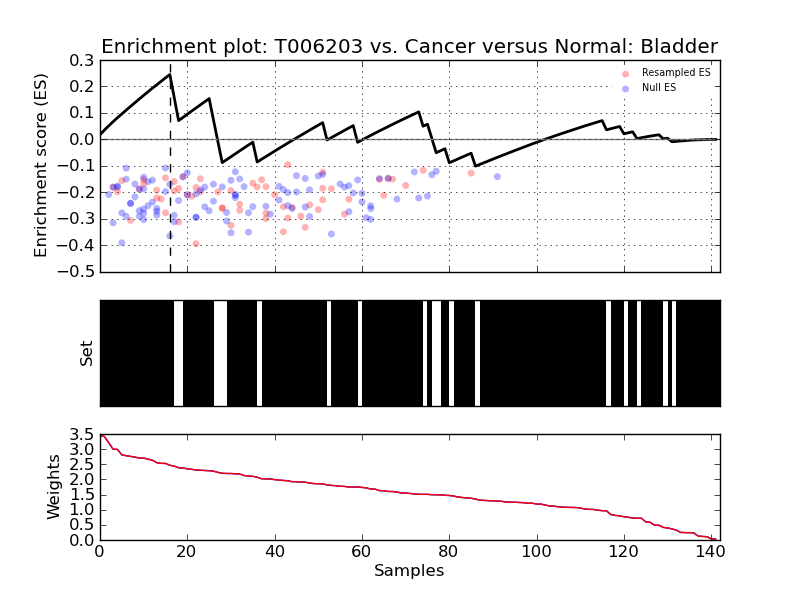 Enrichment plot: T006203 vs. Cancer versus Normal: Bladder
Enrichment score (ES)
0.3
0.2
0.1
0.0
−0.1
−0.2
−0.3
−0.4
−0.5
Resampled ES
Null ES
Set
Weights
3.5
3.0
2.5
2.0
1.5
1.0
0.5
0.0
0 20 40 60 80 100 120 140
Samples